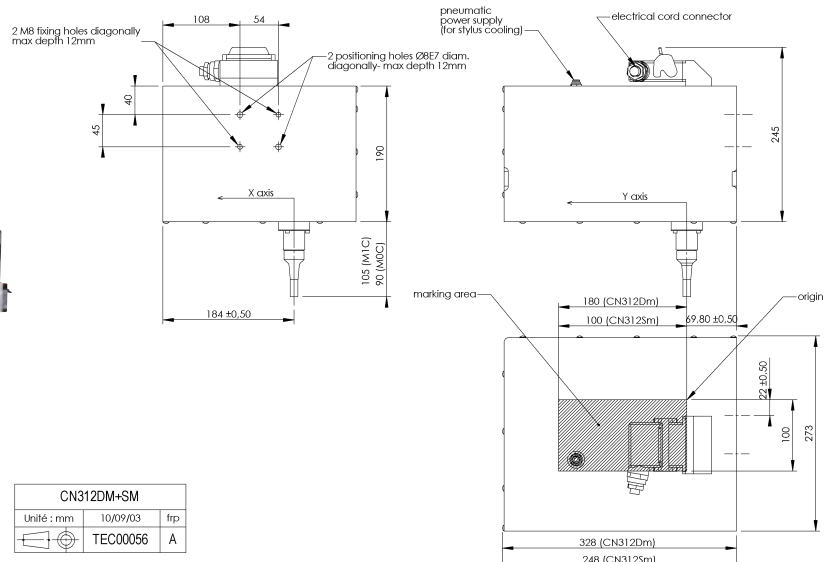 2 M8 fixing holes diagonally
max depth 12mm
108
54
2 positioning holes Ø8E7 diam.
diagonally- max depth 12mm
40
45
190
X axis
105 (M1C)
90 (M0C)
184 ±0,50
pneumatic
power supply
(for stylus cooling)
electrical cord connector
245
Y axis
marking area
180 (CN312Dm)
100 (CN312Sm)
69,80 ±0,50
origin
22 ±0,50
100
273
328 (CN312Dm)
248 (CN312Sm)
CN312DM+SM
Unité : mm 10/09/03 frp
TEC00056 A